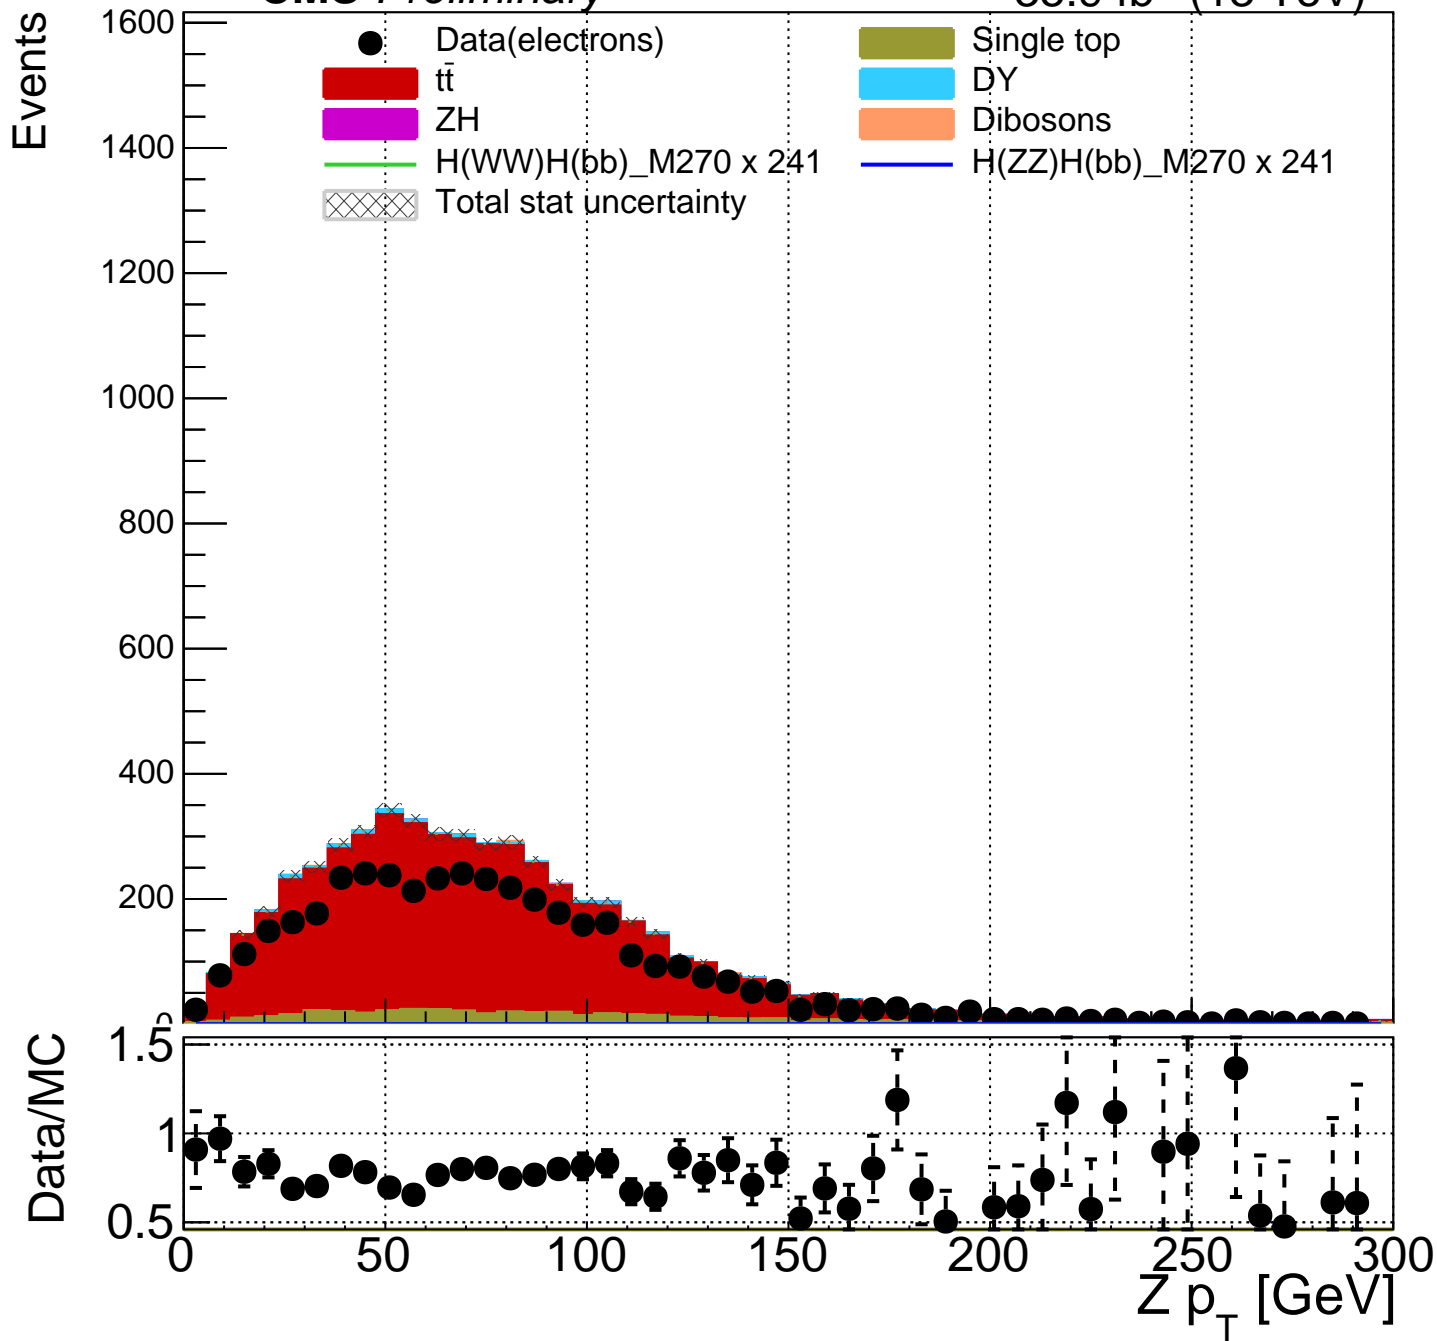 Preliminary
Events
Data(electrons)
Single top
tt̄
DY
ZH
Dibosons
H(WW)H(bb)_M270 x 241
H(ZZ)H(bb)_M270 x 241
Total stat uncertainty
1600
1400
1200
1000
800
600
400
200
0
Data/MC
1.5
1
0.5
0 50 100 150 200 250 300
Z p_T [GeV]